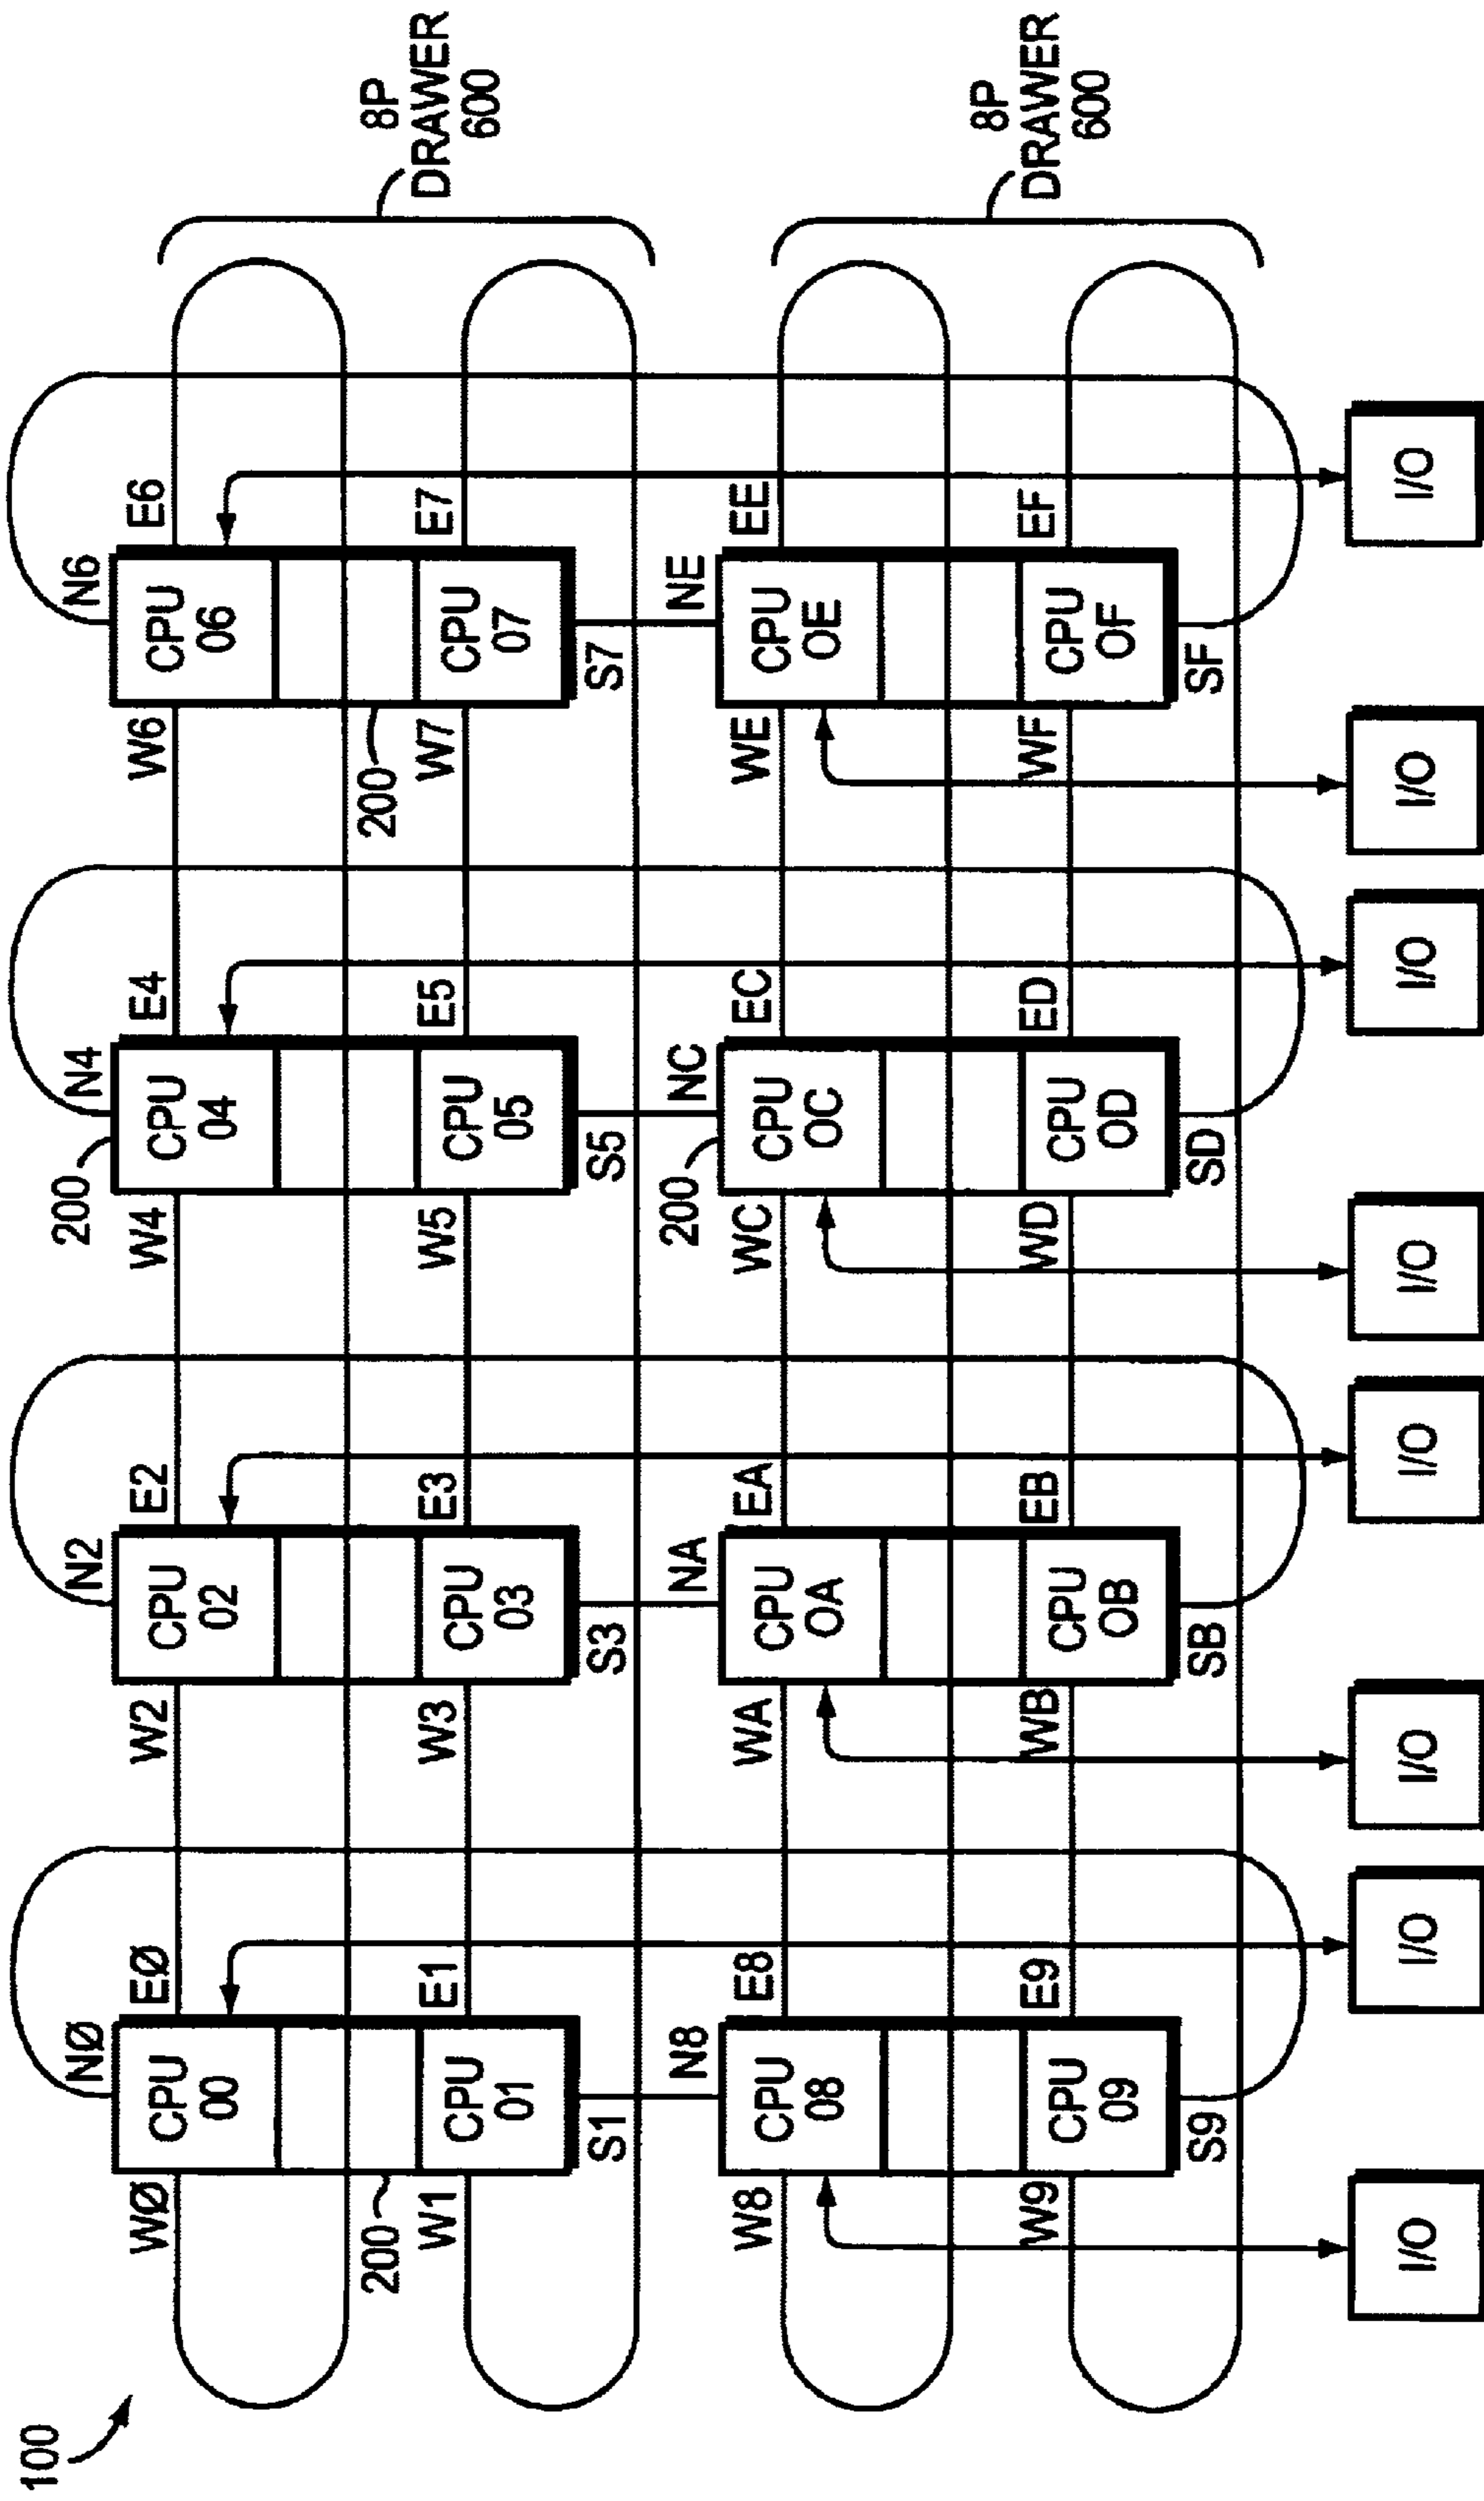 100
200
NØ
N2
N4
N6
WØ
EØ
W2
E2
W4
E4
W6
E6
CPU
00
CPU
02
CPU
04
CPU
06
8P
DRAWER
600
200
200
W1
E1
W3
E3
W5
E5
W7
E7
CPU
01
CPU
03
CPU
05
CPU
07
S1
S3
S5
S7
200
N8
NA
NC
NE
W8
E8
WA
EA
WC
EC
WE
EE
CPU
08
CPU
OA
CPU
OC
CPU
OE
8P
DRAWER
600
W9
E9
WB
EB
WD
ED
WF
EF
CPU
09
CPU
OB
CPU
OD
CPU
OF
S9
SB
SD
SF
I/O
I/O
I/O
I/O
I/O
I/O
I/O
I/O